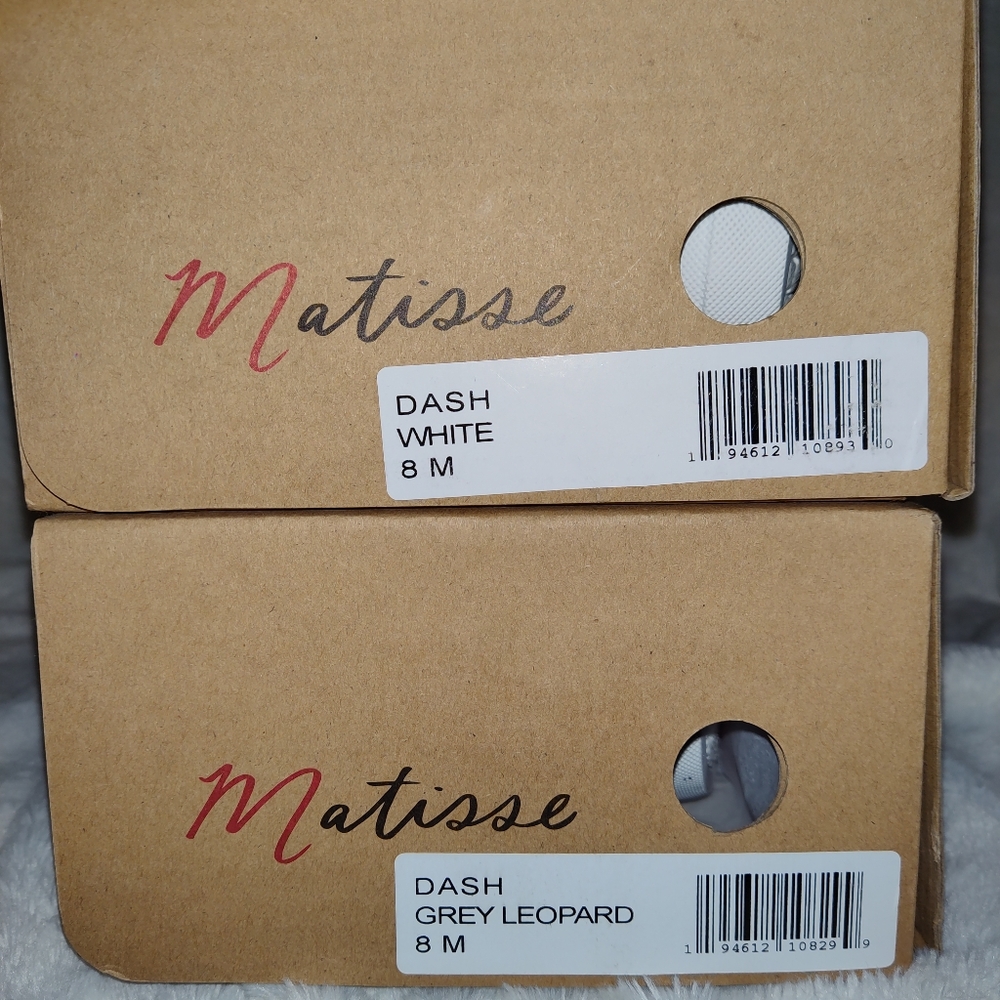 Matisse
DASH
WHITE
8 M
1 94612 10893 0
Matisse
DASH
GREY LEOPARD
8 M
1 94612 10829 9